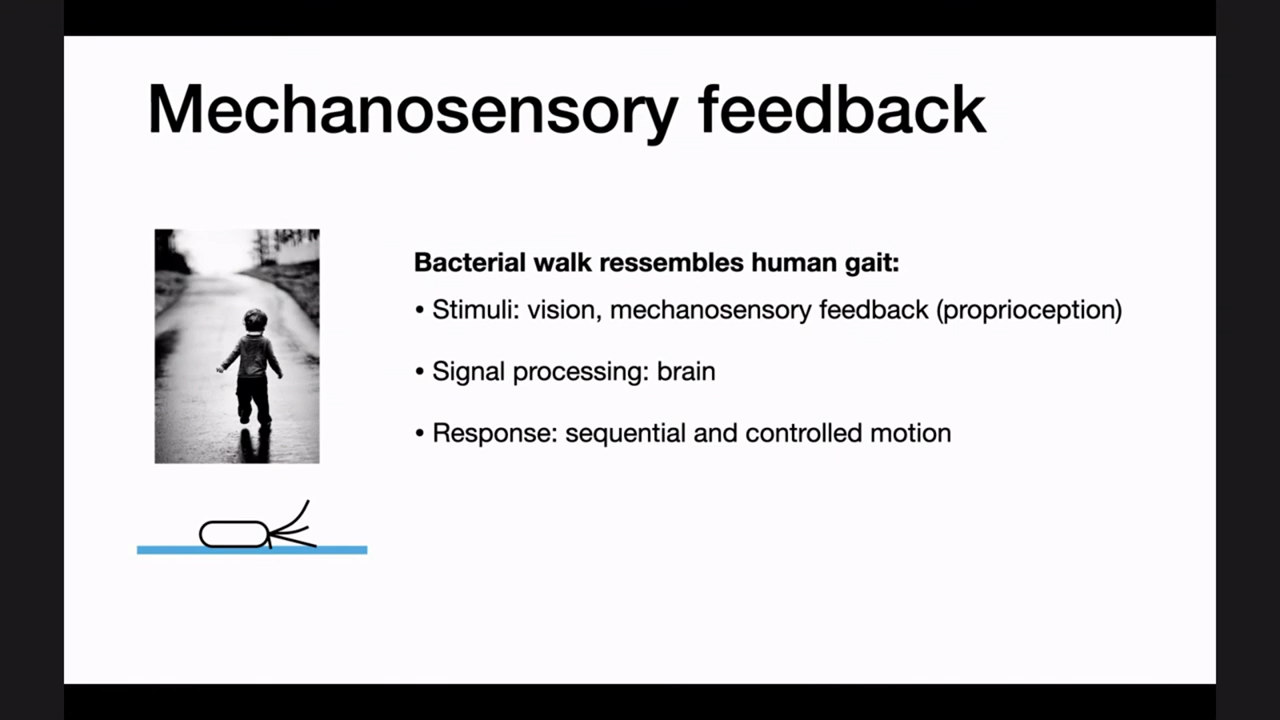 Mechanosensory feedback
Bacterial walk ressembles human gait:
• Stimuli: vision, mechanosensory feedback (proprioception)
• Signal processing: brain
• Response: sequential and controlled motion